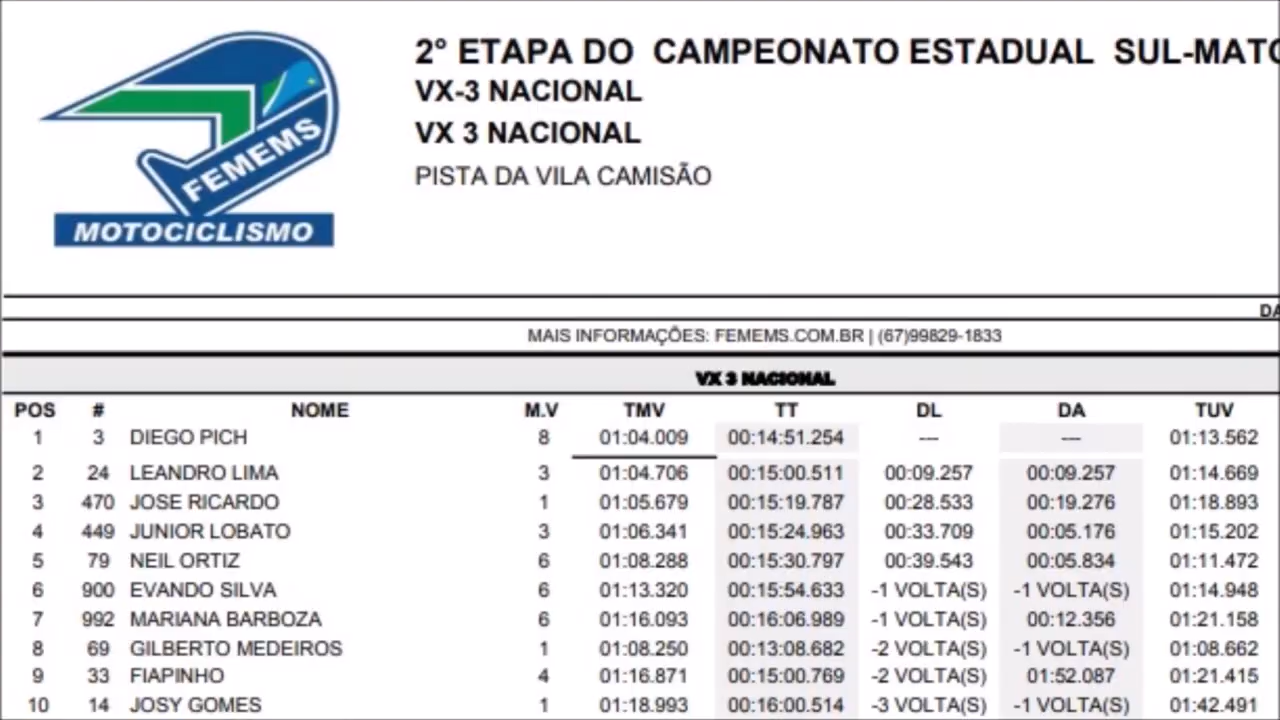 FEMEMS
MOTOCICLISMO
2° ETAPA DO CAMPEONATO ESTADUAL SUL-MATO
VX-3 NACIONAL
VX 3 NACIONAL
PISTA DA VILA CAMISÃO
DA
MAIS INFORMAÇÕES: FEMEMS.COM.BR | (67)99829-1833
VX 3 NACIONAL
POS # NOME M.V TMV TT DL DA TUV
1 3 DIEGO PICH 8 01:04.009 00:14:51.254 --- --- 01:13.562
2 24 LEANDRO LIMA 3 01:04.706 00:15:00.511 00:09.257 00:09.257 01:14.669
3 470 JOSE RICARDO 1 01:05.679 00:15:19.787 00:28.533 00:19.276 01:18.893
4 449 JUNIOR LOBATO 3 01:06.341 00:15:24.963 00:33.709 00:05.176 01:15.202
5 79 NEIL ORTIZ 6 01:08.288 00:15:30.797 00:39.543 00:05.834 01:11.472
6 900 EVANDO SILVA 6 01:13.320 00:15:54.633 -1 VOLTA(S) -1 VOLTA(S) 01:14.948
7 992 MARIANA BARBOZA 6 01:16.093 00:16:06.989 -1 VOLTA(S) 00:12.356 01:21.158
8 69 GILBERTO MEDEIROS 1 01:08.250 00:13:08.682 -2 VOLTA(S) -1 VOLTA(S) 01:08.662
9 33 FIAPINHO 4 01:16.871 00:15:00.769 -2 VOLTA(S) 01:52.087 01:21.415
10 14 JOSY GOMES 1 01:18.993 00:16:00.514 -3 VOLTA(S) -1 VOLTA(S) 01:42.491